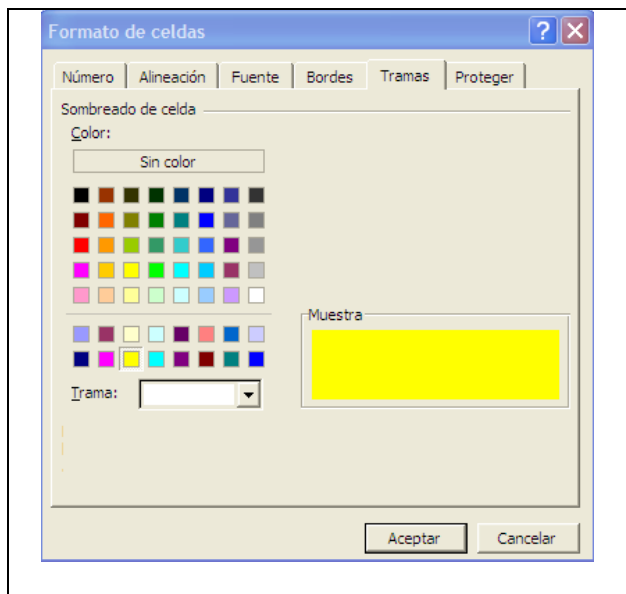 Formato de celdas
Número Alineación Fuente Bordes Tramas Proteger
Sombreado de celda
Color:
Sin color
Muestra
Trama:
Aceptar Cancelar